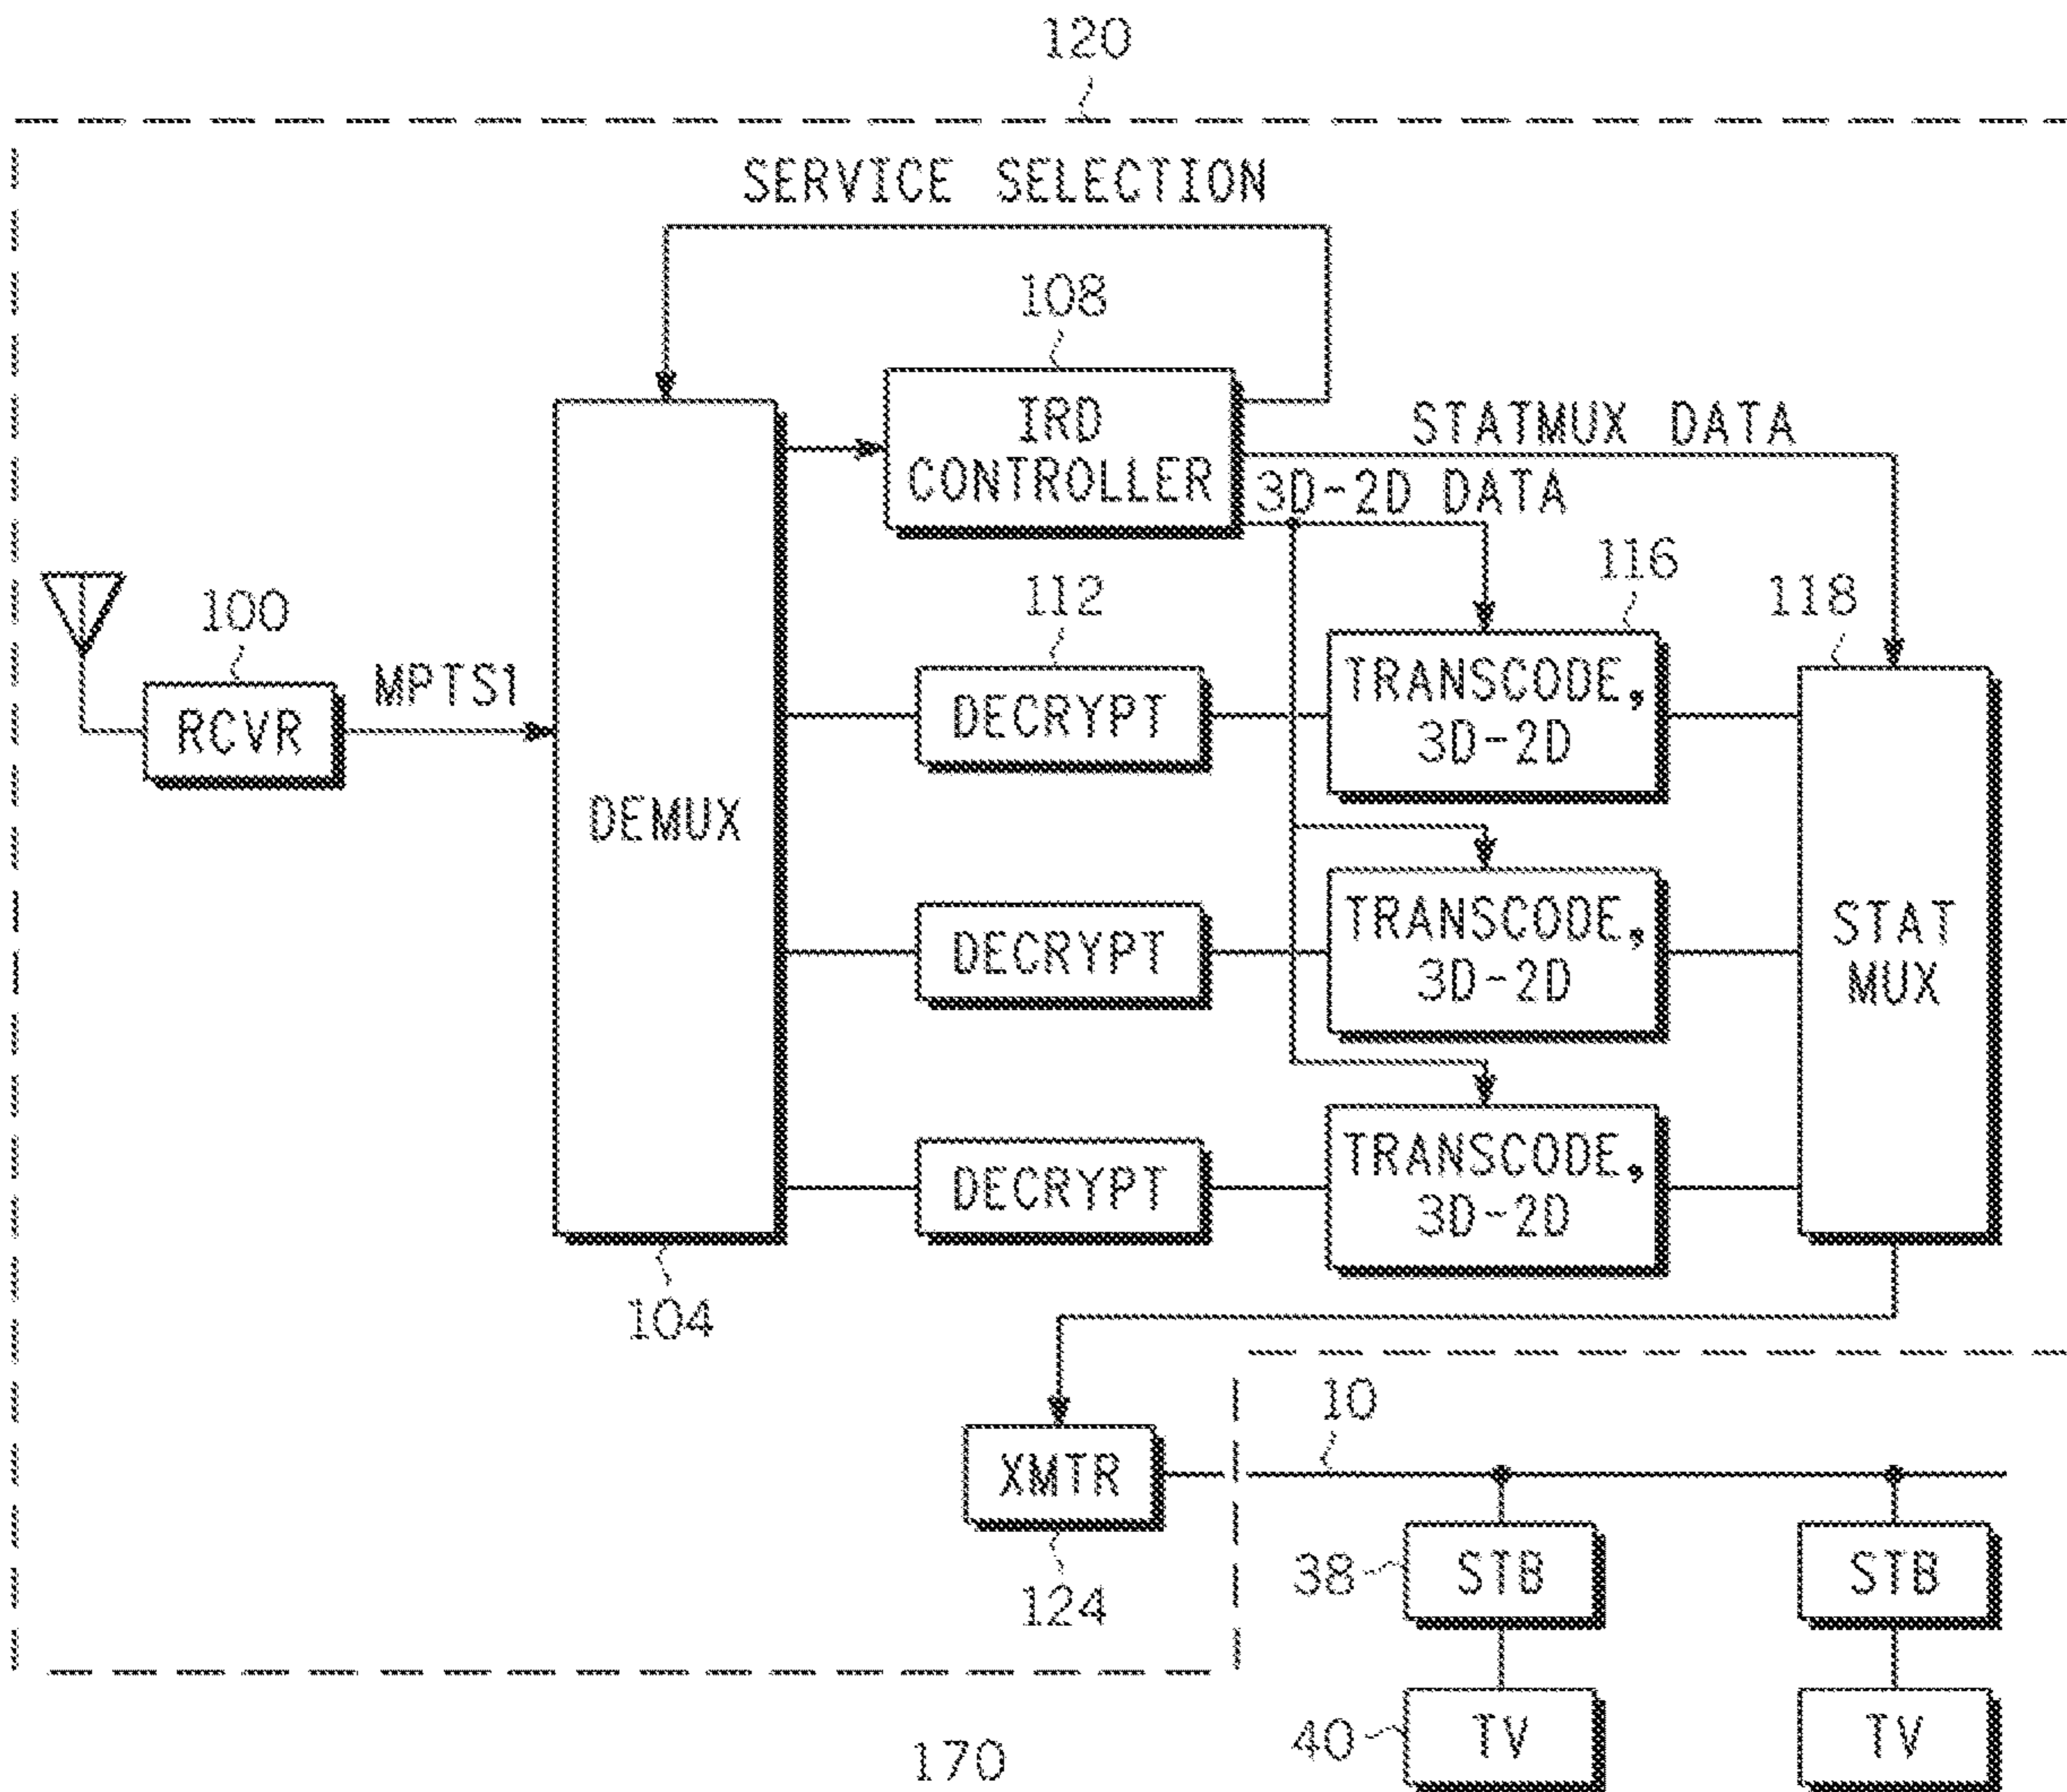 120
SERVICE SELECTION
108
IRD
CONTROLLER
STATMUX DATA
3D-2D DATA
116
118
100
RCVR
MPTS1
112
DECRYPT
TRANSCODE,
3D-2D
DEMUX
DECRYPT
TRANSCODE,
3D-2D
STAT
MUX
DECRYPT
TRANSCODE,
3D-2D
104
10
XMTR
124
38
STB
STB
40
TV
TV
170